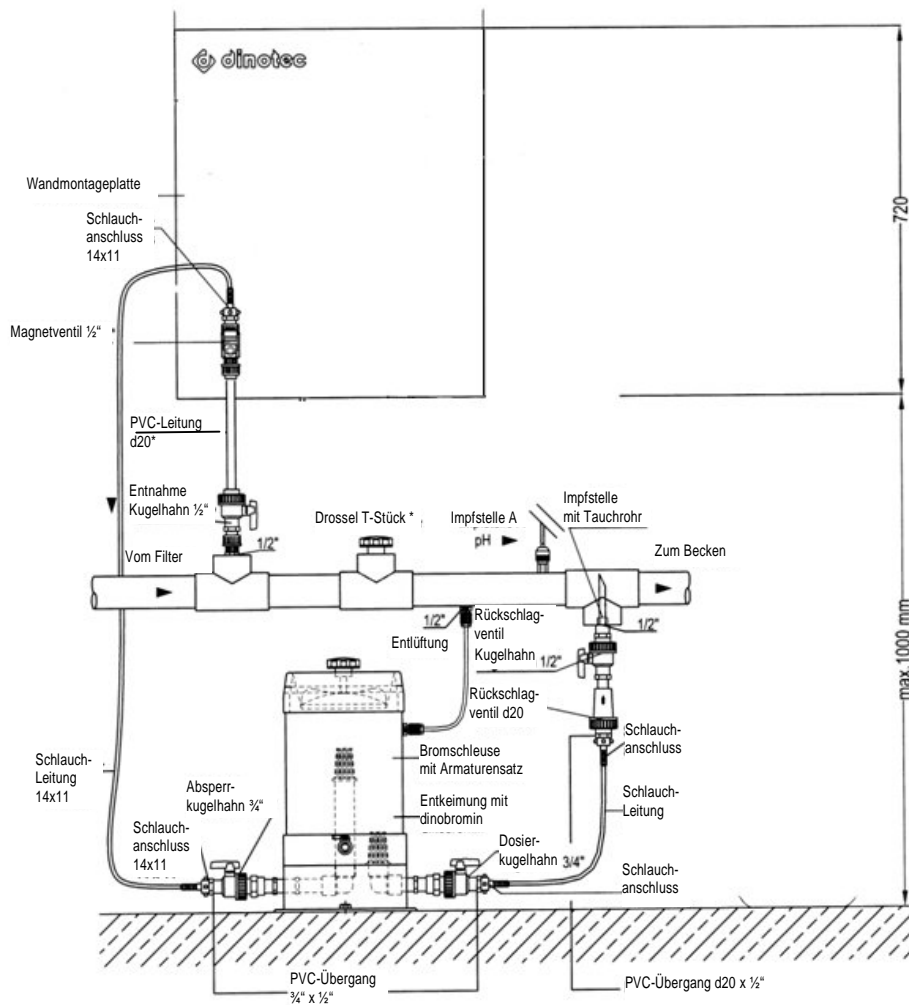 dinotec
Wandmontageplatte
720
Schlauch-
anschluss
14x11
Magnetventil ½“
PVC-Leitung
d20*
Entnahme
Kugelhahn ½“
Drossel T-Stück *
Impfstelle A
pH
Impfstelle
mit Tauchrohr
1/2"
Vom Filter
Zum Becken
1/2"
Entlüftung
Rückschlag-
ventil
Kugelhahn
1/2"
1/2"
max.1000 mm
Rückschlag-
ventil d20
Schlauch-
anschluss
Bromschleuse
mit Armaturensatz
Schlauch-
Leitung
14x11
Absperr-
kugelhahn ¾“
Schlauch-
Leitung
Entkeimung mit
dinobromin
Schlauch-
anschluss
14x11
Dosier-
kugelhahn 3/4"
Schlauch-
anschluss
PVC-Übergang
¾“ x ½“
PVC-Übergang d20 x ½“